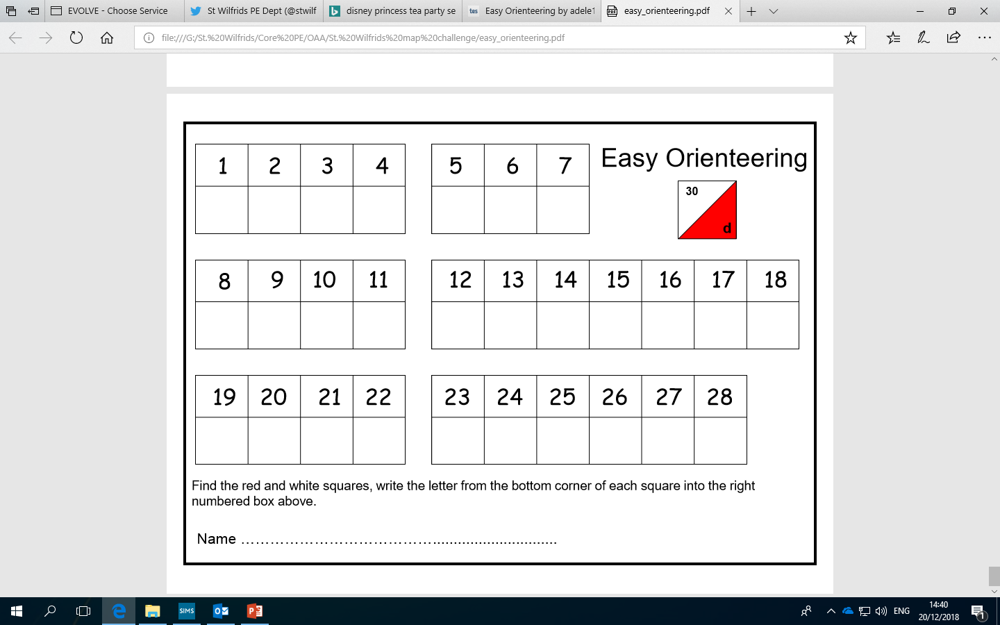 EVOLVE - Choose Service
St Wilfrids PE Dept (@stwilf
disney princess tea party se
tes Easy Orienteering by adele1
easy_orienteering.pdf
file:///G:/St.%20Wilfrids/Core%20PE/OAA/St.%20Wilfrids%20map%20challenge/easy_orienteering.pdf
1 2 3 4 5 6 7
Easy Orienteering
30
d
8 9 10 11 12 13 14 15 16 17 18
19 20 21 22 23 24 25 26 27 28
Find the red and white squares, write the letter from the bottom corner of each square into the right
numbered box above.
Name ……………………………………..............................
SIMS
ENG
14:40
20/12/2018
1